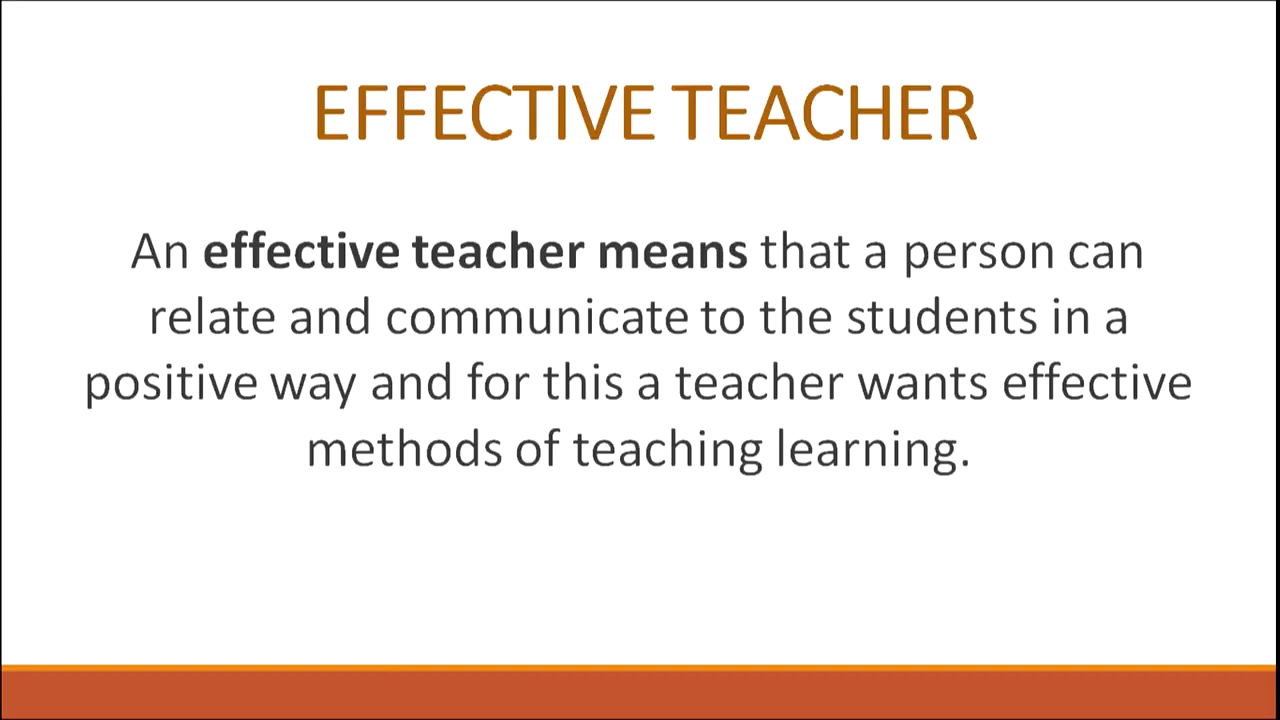 EFFECTIVE TEACHER
An effective teacher means that a person can
relate and communicate to the students in a
positive way and for this a teacher wants effective
methods of teaching learning.